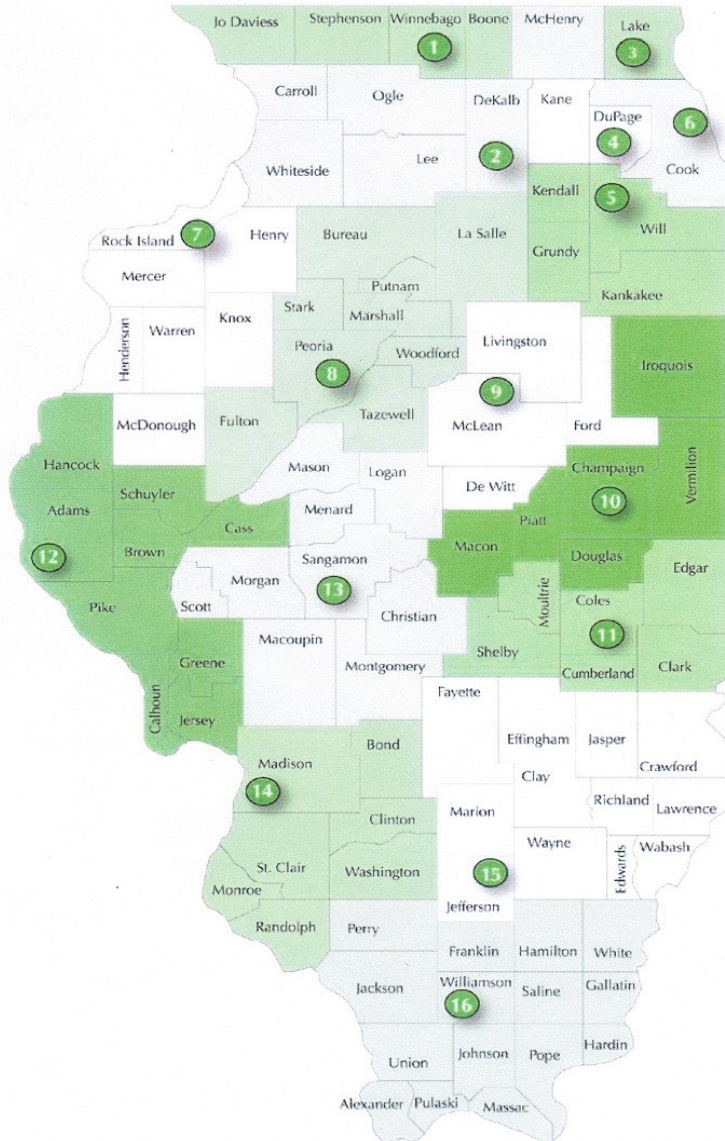 Jo Daviess
Stephenson
Winnebago
Boone
McHenry
Lake
1
3
Carroll
Ogle
DeKalb
Kane
DuPage
6
4
Cook
Whiteside
Lee
2
Kendall
5
Rock Island
7
Henry
Bureau
La Salle
Will
Grundy
Mercer
Putnam
Kankakee
Stark
Marshall
Henderson
Warren
Knox
Peoria
Woodford
Livingston
Iroquois
8
9
McDonough
Fulton
Tazewell
McLean
Ford
Hancock
Mason
Logan
Champaign
Vermilion
Schuyler
De Witt
Adams
Menard
Piatt
10
Cass
12
Brown
Sangamon
Macon
Douglas
Edgar
Morgan
13
Pike
Scott
Christian
Moultrie
Coles
Macoupin
11
Greene
Montgomery
Shelby
Cumberland
Clark
Calhoun
Jersey
Fayette
Effingham
Jasper
Crawford
Madison
Bond
Clay
14
Marion
Richland
Lawrence
Clinton
Wayne
Edwards
Wabash
St. Clair
Washington
15
Monroe
Jefferson
Randolph
Perry
Franklin
Hamilton
White
Jackson
Williamson
Saline
Gallatin
16
Union
Johnson
Pope
Hardin
Alexander
Pulaski
Massac